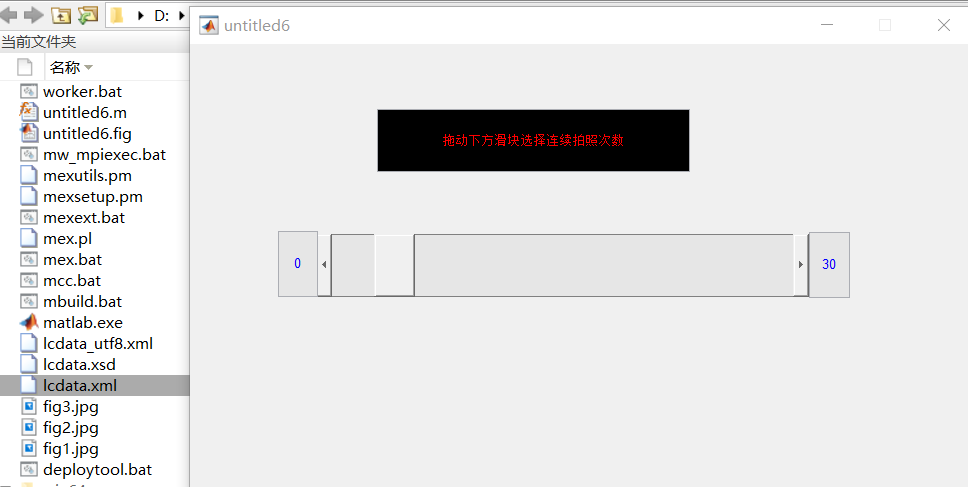 D:
untitled6
当前文件夹
名称
worker.bat
untitled6.m
untitled6.fig
mw_mpiexec.bat
mexutils.pm
mexsetup.pm
mexext.bat
mex.pl
mex.bat
mcc.bat
mbuild.bat
matlab.exe
lcdata_utf8.xml
lcdata.xsd
lcdata.xml
fig3.jpg
fig2.jpg
fig1.jpg
deploytool.bat
拖动下方滑块选择连续拍照次数
0
30